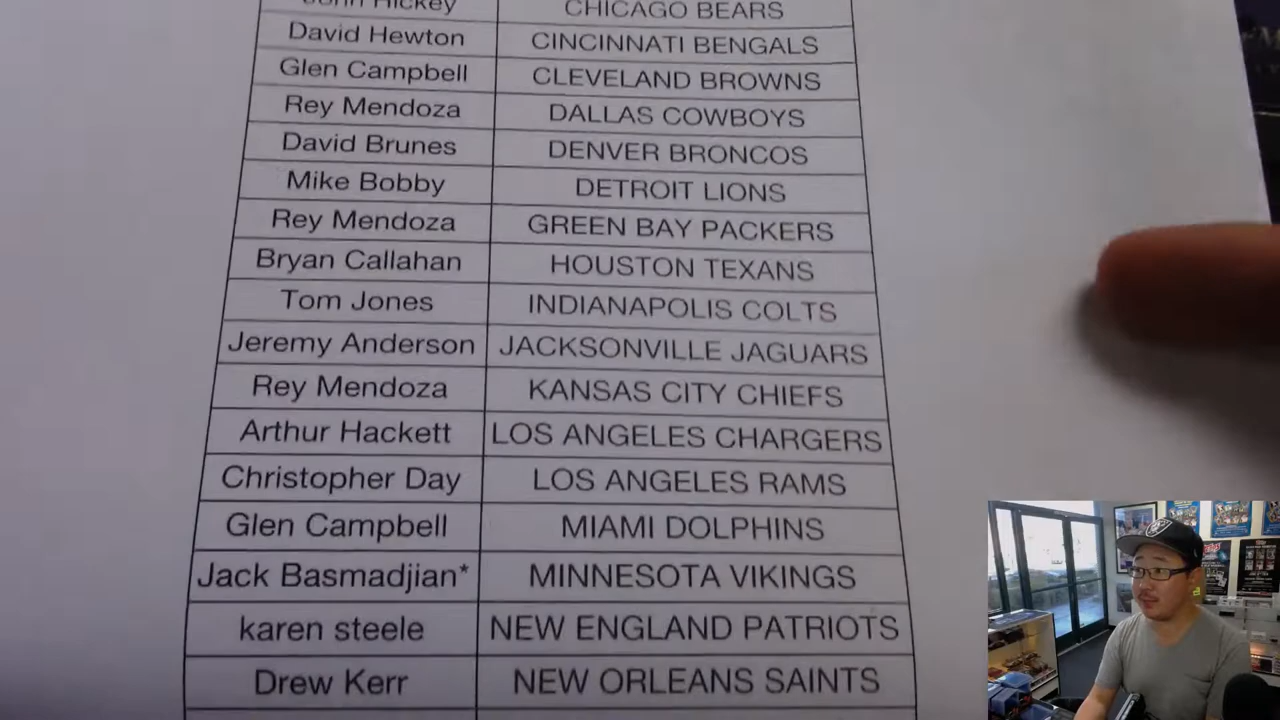 John Hickey CHICAGO BEARS
David Hewton CINCINNATI BENGALS
Glen Campbell CLEVELAND BROWNS
Rey Mendoza DALLAS COWBOYS
David Brunes DENVER BRONCOS
Mike Bobby DETROIT LIONS
Rey Mendoza GREEN BAY PACKERS
Bryan Callahan HOUSTON TEXANS
Tom Jones INDIANAPOLIS COLTS
Jeremy Anderson JACKSONVILLE JAGUARS
Rey Mendoza KANSAS CITY CHIEFS
Arthur Hackett LOS ANGELES CHARGERS
Christopher Day LOS ANGELES RAMS
Glen Campbell MIAMI DOLPHINS
Jack Basmadjian* MINNESOTA VIKINGS
karen steele NEW ENGLAND PATRIOTS
Drew Kerr NEW ORLEANS SAINTS